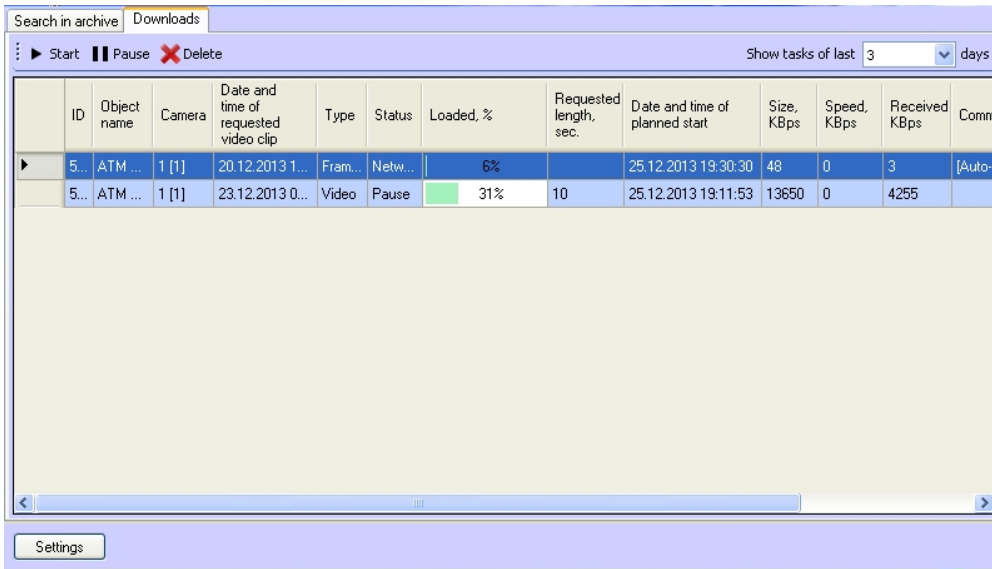 Search in archive Downloads
Start Pause Delete Show tasks of last 3 days
ID Object name Camera Date and time of requested video clip Type Status Loaded, % Requested length, sec. Date and time of planned start Size, KBps Speed, KBps Received KBps Comm
5... ATM ... 1 [1] 20.12.2013 1... Fram... Netw... 6% 25.12.2013 19:30:30 48 0 3 [Auto-
5... ATM ... 1 [1] 23.12.2013 0... Video Pause 31% 10 25.12.2013 19:11:53 13650 0 4255
Settings